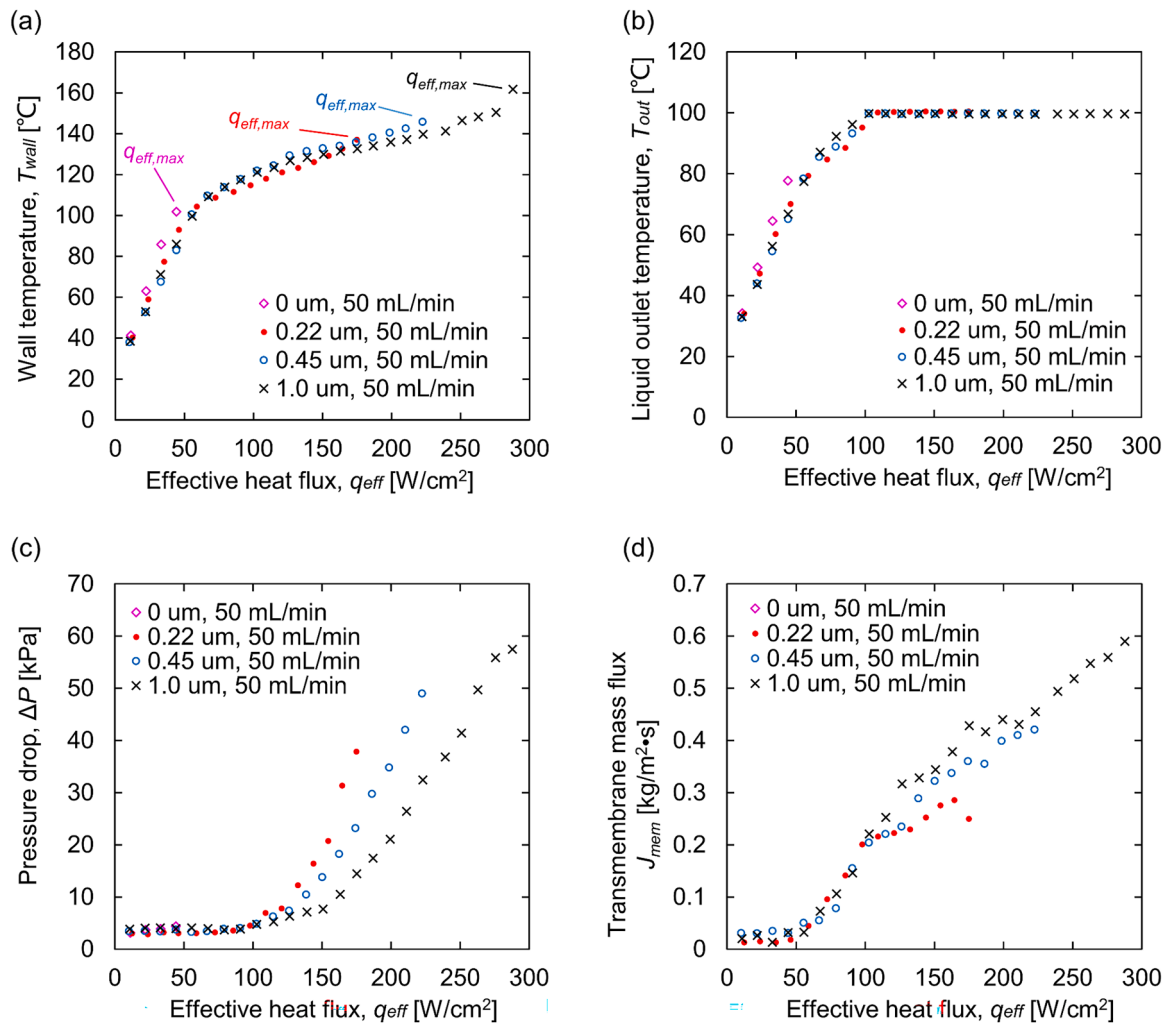 (a)
180
160
140
120
100
80
60
40
20
0
Wall temperature, Twall [℃]
qeff,max
qeff,max
qeff,max
qeff,max
0 um, 50 mL/min
0.22 um, 50 mL/min
0.45 um, 50 mL/min
1.0 um, 50 mL/min
0 50 100 150 200 250 300
Effective heat flux, qeff [W/cm²]
(b)
120
100
80
60
40
20
0
Liquid outlet temperature, Tout [℃]
0 um, 50 mL/min
0.22 um, 50 mL/min
0.45 um, 50 mL/min
1.0 um, 50 mL/min
0 50 100 150 200 250 300
Effective heat flux, qeff [W/cm²]
(c)
70
60
50
40
30
20
10
0
Pressure drop, ΔP [kPa]
0 um, 50 mL/min
0.22 um, 50 mL/min
0.45 um, 50 mL/min
1.0 um, 50 mL/min
0 50 100 150 200 250 300
Effective heat flux, qeff [W/cm²]
(d)
0.7
0.6
0.5
0.4
0.3
0.2
0.1
0
Transmembrane mass flux
Jmem [kg/m²•s]
0 um, 50 mL/min
0.22 um, 50 mL/min
0.45 um, 50 mL/min
1.0 um, 50 mL/min
0 50 100 150 200 250 300
Effective heat flux, qeff [W/cm²]